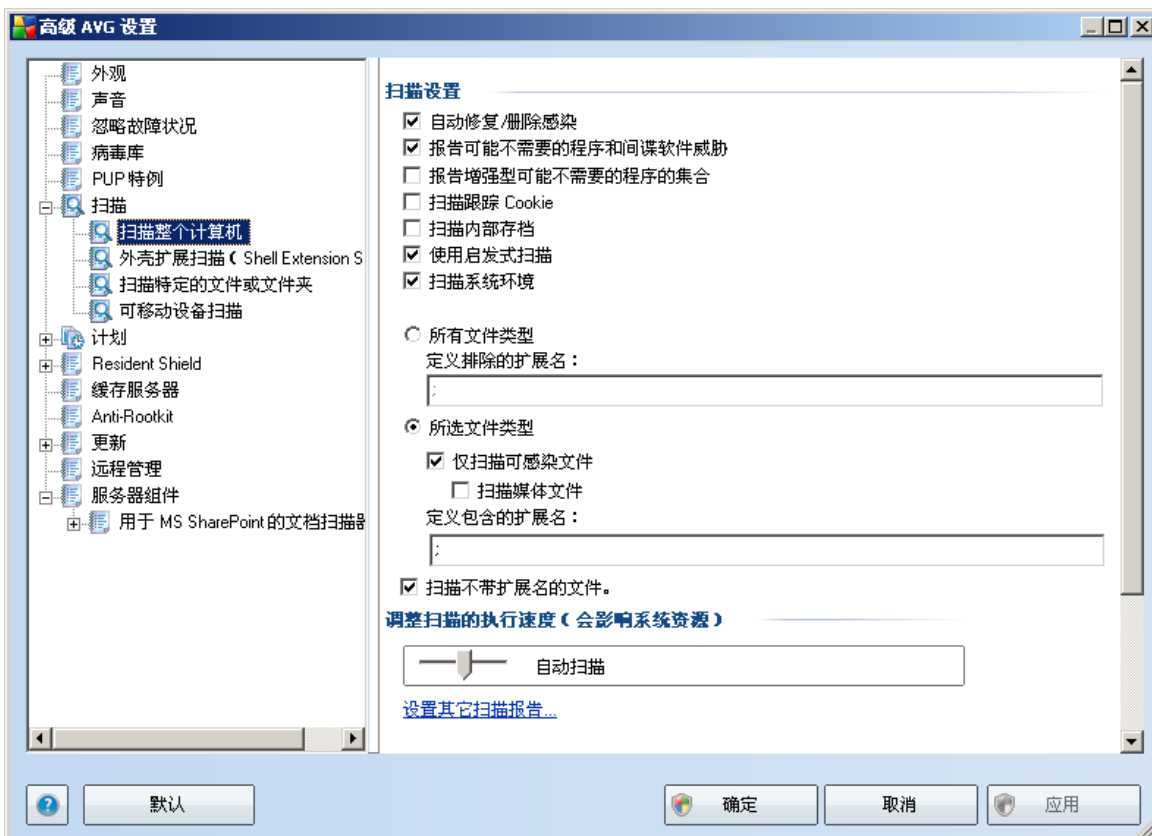 高级 AVG 设置
外观
声音
忽略故障状况
病毒库
PUP 特例
扫描
扫描整个计算机
外壳扩展扫描（Shell Extension S
扫描特定的文件或文件夹
可移动设备扫描
计划
Resident Shield
缓存服务器
Anti-Rootkit
更新
远程管理
服务器组件
用于 MS SharePoint 的文档扫描器
扫描设置
自动修复/删除感染
报告可能不需要的程序和间谍软件威胁
报告增强型可能不需要的程序的集合
扫描跟踪 Cookie
扫描内部存档
使用启发式扫描
扫描系统环境
所有文件类型
定义排除的扩展名：
;
所选文件类型
仅扫描可感染文件
扫描媒体文件
定义包含的扩展名：
;
扫描不带扩展名的文件。
调整扫描的执行速度（会影响系统资源）
自动扫描
设置其它扫描报告...
默认
确定
取消
应用